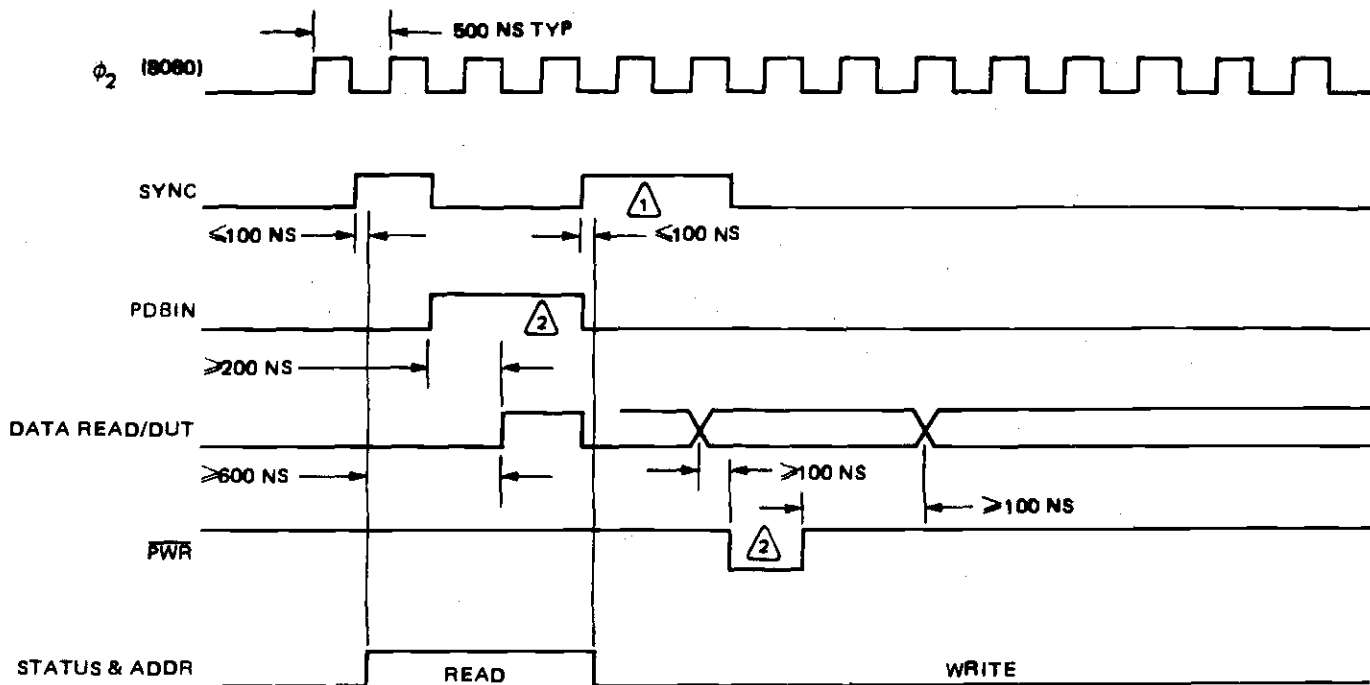 500 NS TYP
ϕ2 (8080)
SYNC
1
≤100 NS
≤100 NS
PDBIN
2
≥200 NS
DATA READ/DUT
≥600 NS
≥100 NS
≥100 NS
PWR
2
STATUS & ADDR
READ
WRITE